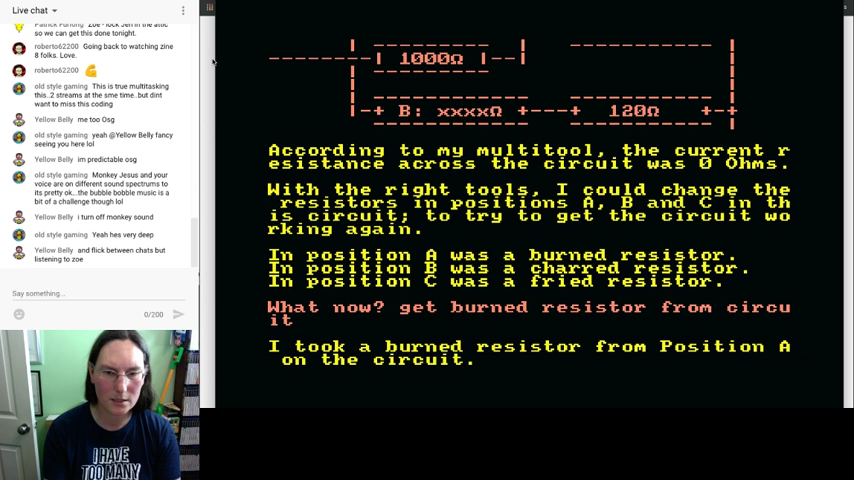 Live chat
Patrick Furlong Zoe - lock Jen in the attic
so we can get this done tonight.
roberto62200 Going back to watching zine
8 folks. Love.
roberto62200 💪
old style gaming This is true multitasking
this..2 streams at the sme time..but dint
want to miss this coding
Yellow Belly me too Osg
old style gaming yeah @Yellow Belly fancy
seeing you here lol
Yellow Belly im predictable osg
old style gaming Monkey Jesus and your
voice are on different sound spectrums to
its pretty ok...the bubble bobble music is a
bit of a challenge though lol
Yellow Belly i turn off monkey sound
old style gaming Yeah hes very deep
Yellow Belly and flick between chats but
listening to zoe
Say something...
0/200
1000Ω
B: xxxxΩ
120Ω
According to my multitool, the current r
esistance across the circuit was 0 Ohms.
With the right tools, I could change the
resistors in positions A, B and C in th
is circuit; to try to get the circuit wo
rking again.
In position A was a burned resistor.
In position B was a charred resistor.
In position C was a fried resistor.
What now? get burned resistor from circu
it
I took a burned resistor from Position A
on the circuit.
I HAVE
TOO MANY